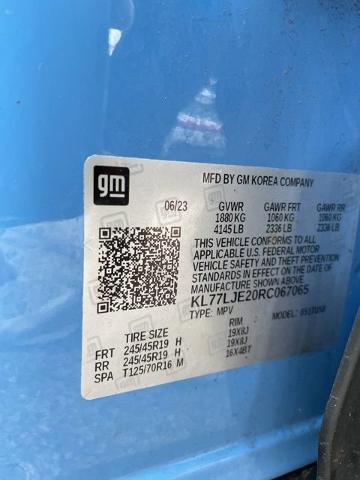 gm
MFD BY GM KOREA COMPANY
06/23 GVWR GAWR FRT GAWR RR
1880 KG 1060 KG 1060 KG
4145 LB 2336 LB 2336 LB
THIS VEHICLE CONFORMS TO ALL
APPLICABLE U.S. FEDERAL MOTOR
VEHICLE SAFETY AND THEFT
PREVENTION STANDARDS IN EFFECT ON
THE DATE OF MANUFACTURE SHOWN ABOVE.
KL77LJE20RC067065
TYPE: MPV MODEL:
TIRE SIZE RIM
FRT 245/45R19 H 19X8J
RR 245/45R19 H 19X8J
SPA T125/70R16 M 16X4BT